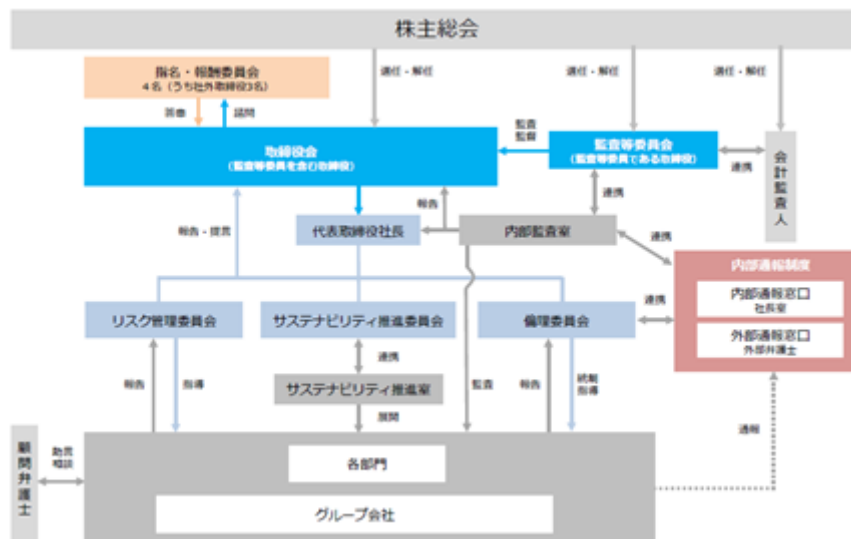 株主総会
指名・報酬委員会
4名(うち社外取締役3名)
選任・解任
選任・解任
選任・解任
答申
諮問
取締役会
(監査等委員を含む取締役)
監査
監督
監査等委員会
(監査等委員である取締役)
連携
会計監査人
連携
報告・提言
代表取締役社長
報告
内部監査室
連携
内部通報制度
内部通報窓口
社長室
外部通報窓口
外部弁護士
リスク管理委員会
サステナビリティ推進委員会
倫理委員会
連携
報告
指導
連携
サステナビリティ推進室
展開
監査
報告
統制
指導
通報
顧問弁護士
助言
相談
各部門
グループ会社